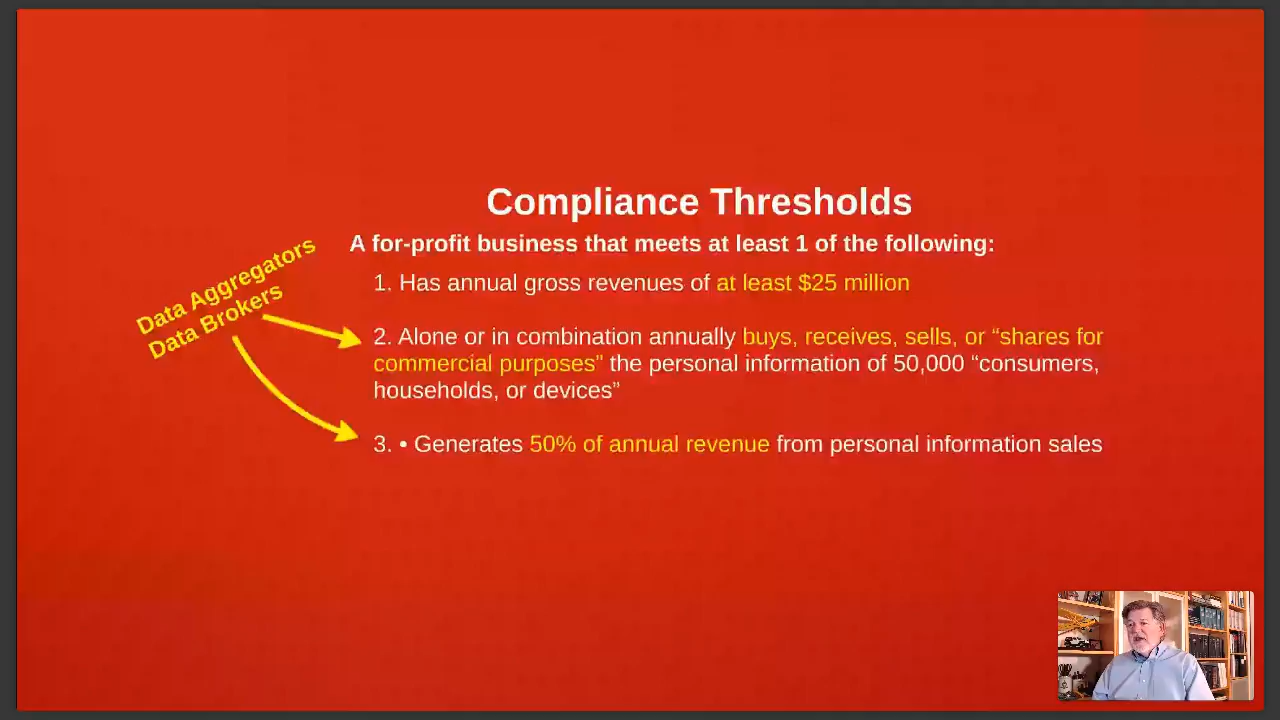 Compliance Thresholds
A for-profit business that meets at least 1 of the following:
Data Aggregators
Data Brokers
1. Has annual gross revenues of at least $25 million
2. Alone or in combination annually buys, receives, sells, or “shares for
commercial purposes” the personal information of 50,000 “consumers,
households, or devices”
3. • Generates 50% of annual revenue from personal information sales